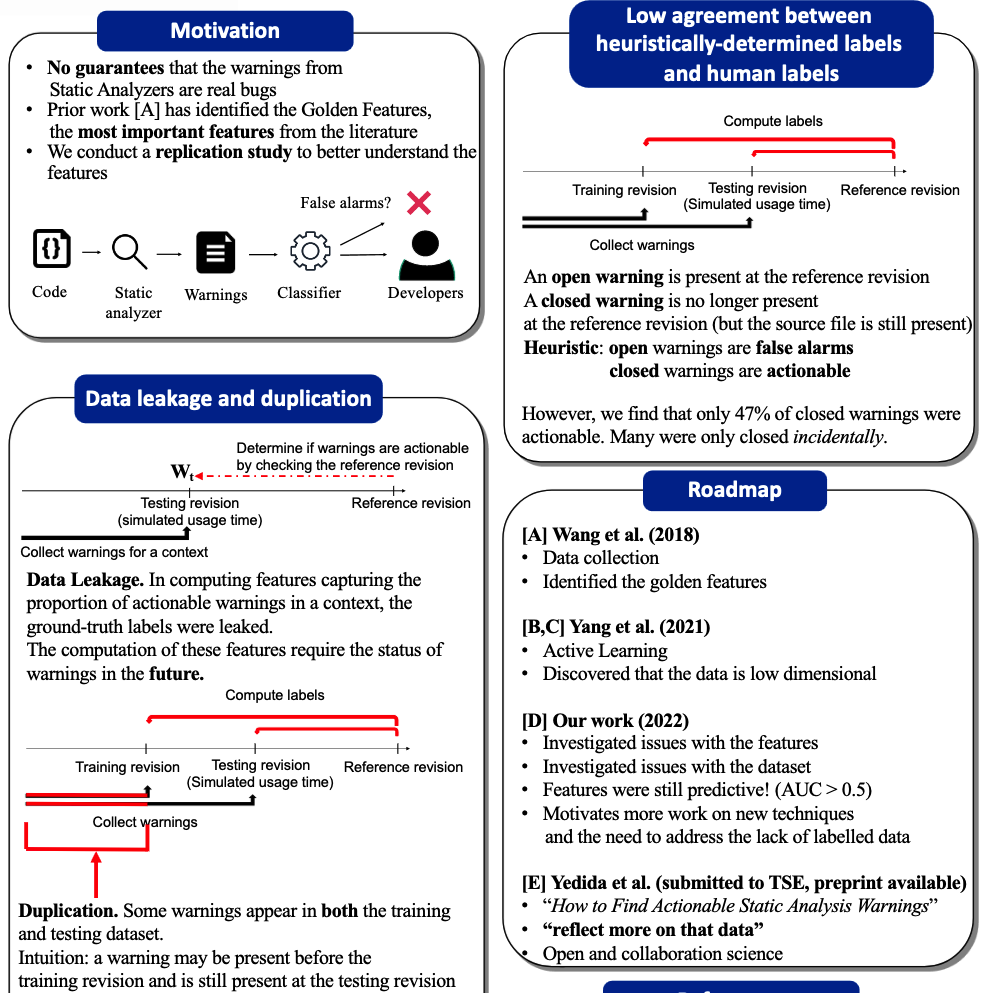 Motivation
• No guarantees that the warnings from
Static Analyzers are real bugs
• Prior work [A] has identified the Golden Features,
the most important features from the literature
• We conduct a replication study to better understand the
features
False alarms?
{}
Code
Static
analyzer
Warnings
Classifier
Developers
Data leakage and duplication
Determine if warnings are actionable
by checking the reference revision
Wt
Testing revision
(simulated usage time)
Reference revision
Collect warnings for a context
Data Leakage. In computing features capturing the
proportion of actionable warnings in a context, the
ground-truth labels were leaked.
The computation of these features require the status of
warnings in the future.
Compute labels
Training revision
Testing revision
(Simulated usage time)
Reference revision
Collect warnings
Duplication. Some warnings appear in both the training
and testing dataset.
Intuition: a warning may be present before the
training revision and is still present at the testing revision
Low agreement between
heuristically-determined labels
and human labels
Compute labels
Training revision
Testing revision
(Simulated usage time)
Reference revision
Collect warnings
An open warning is present at the reference revision
A closed warning is no longer present
at the reference revision (but the source file is still present)
Heuristic: open warnings are false alarms
closed warnings are actionable
However, we find that only 47% of closed warnings were
actionable. Many were only closed incidentally.
Roadmap
[A] Wang et al. (2018)
• Data collection
• Identified the golden features
[B,C] Yang et al. (2021)
• Active Learning
• Discovered that the data is low dimensional
[D] Our work (2022)
• Investigated issues with the features
• Investigated issues with the dataset
• Features were still predictive! (AUC > 0.5)
• Motivates more work on new techniques
and the need to address the lack of labelled data
[E] Yedida et al. (submitted to TSE, preprint available)
• “How to Find Actionable Static Analysis Warnings”
• “reflect more on that data”
• Open and collaboration science